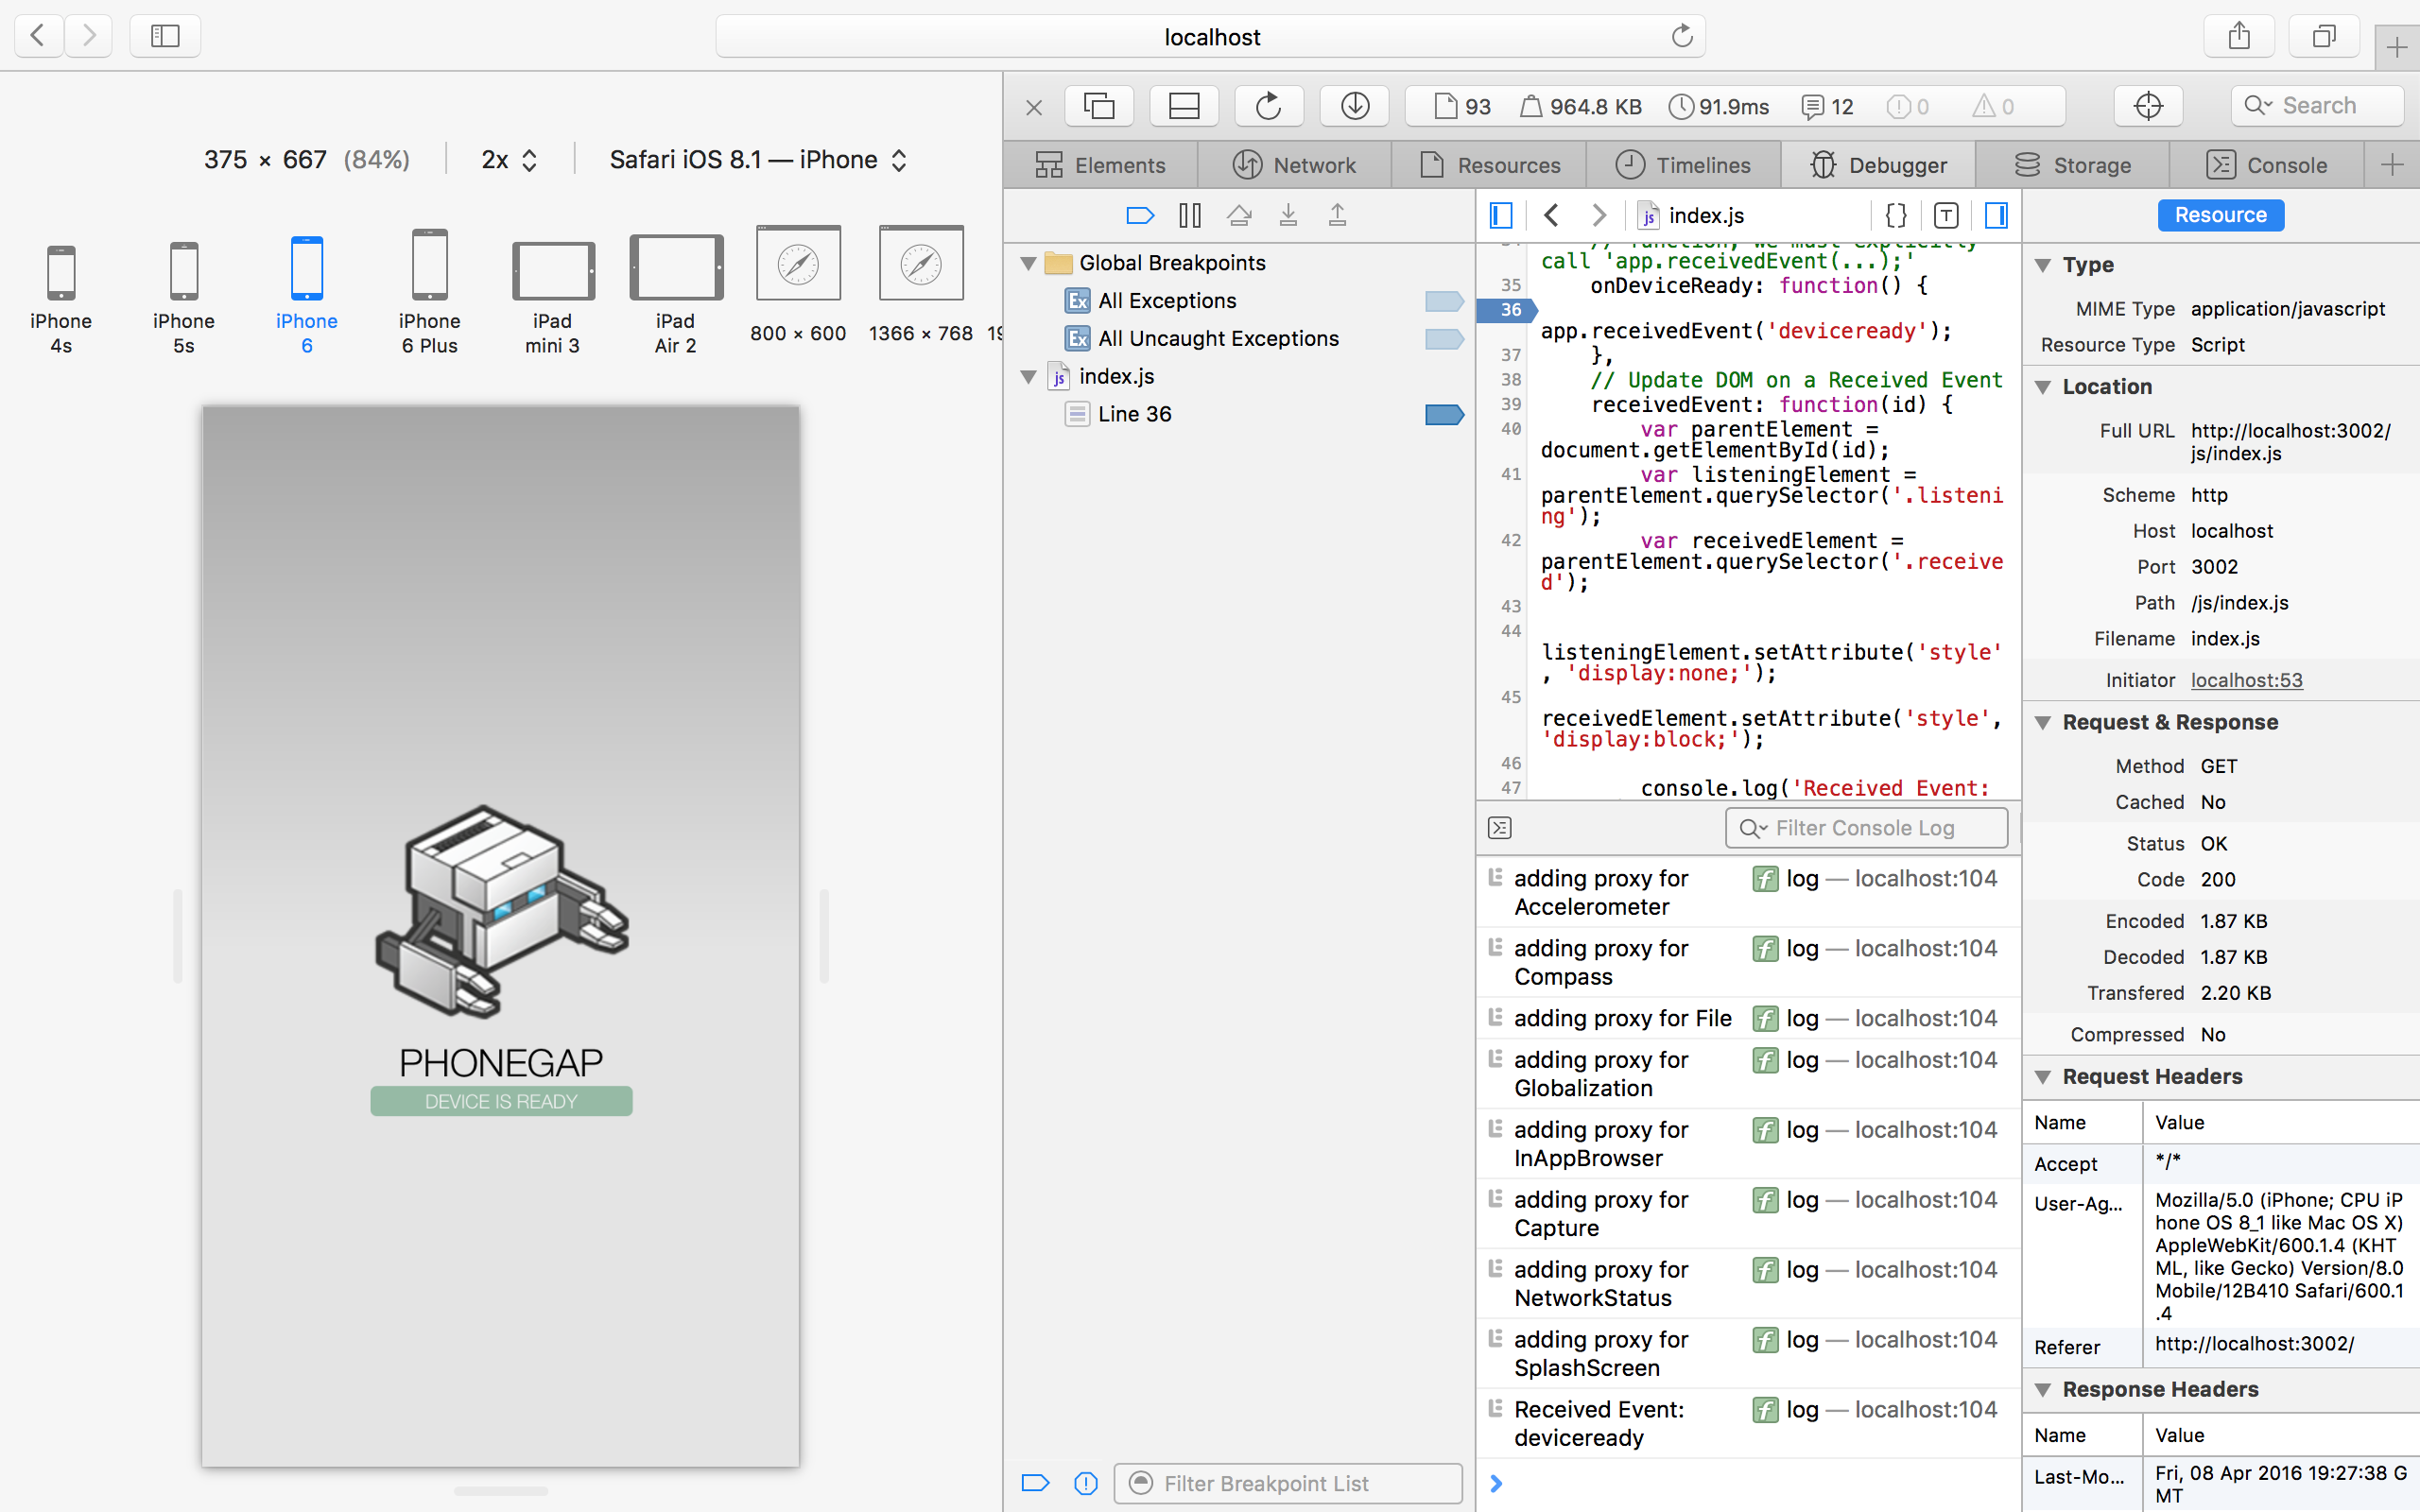 localhost
375 × 667 (84%)
2x
Safari iOS 8.1 — iPhone
iPhone 4s
iPhone 5s
iPhone 6
iPhone 6 Plus
iPad mini 3
iPad Air 2
800 × 600
1366 × 768
PHONEGAP
DEVICE IS READY
93
964.8 KB
91.9ms
12
0
0
Search
Elements
Network
Resources
Timelines
Debugger
Storage
Console
Global Breakpoints
Ex All Exceptions
Ex All Uncaught Exceptions
js index.js
Line 36
Filter Breakpoint List
js index.js
{}
T
// function, we must explicitly
call 'app.receivedEvent(...);'
35 onDeviceReady: function() {
36
app.receivedEvent('deviceready');
37 },
38 // Update DOM on a Received Event
39 receivedEvent: function(id) {
40 var parentElement =
document.getElementById(id);
41 var listeningElement =
parentElement.querySelector('.listeni
ng');
42 var receivedElement =
parentElement.querySelector('.receive
d');
43
44
listeningElement.setAttribute('style'
, 'display:none;');
45
receivedElement.setAttribute('style',
'display:block;');
46
47 console.log('Received Event:
Filter Console Log
adding proxy for Accelerometer f log — localhost:104
adding proxy for Compass f log — localhost:104
adding proxy for File f log — localhost:104
adding proxy for Globalization f log — localhost:104
adding proxy for InAppBrowser f log — localhost:104
adding proxy for Capture f log — localhost:104
adding proxy for NetworkStatus f log — localhost:104
adding proxy for SplashScreen f log — localhost:104
Received Event: deviceready f log — localhost:104
Resource
Type
MIME Type application/javascript
Resource Type Script
Location
Full URL http://localhost:3002/
js/index.js
Scheme http
Host localhost
Port 3002
Path /js/index.js
Filename index.js
Initiator localhost:53
Request & Response
Method GET
Cached No
Status OK
Code 200
Encoded 1.87 KB
Decoded 1.87 KB
Transfered 2.20 KB
Compressed No
Request Headers
Name Value
Accept */*
User-Ag... Mozilla/5.0 (iPhone; CPU iP
hone OS 8_1 like Mac OS X)
AppleWebKit/600.1.4 (KHT
ML, like Gecko) Version/8.0
Mobile/12B410 Safari/600.1
.4
Referer http://localhost:3002/
Response Headers
Name Value
Last-Mo... Fri, 08 Apr 2016 19:27:38 G
MT